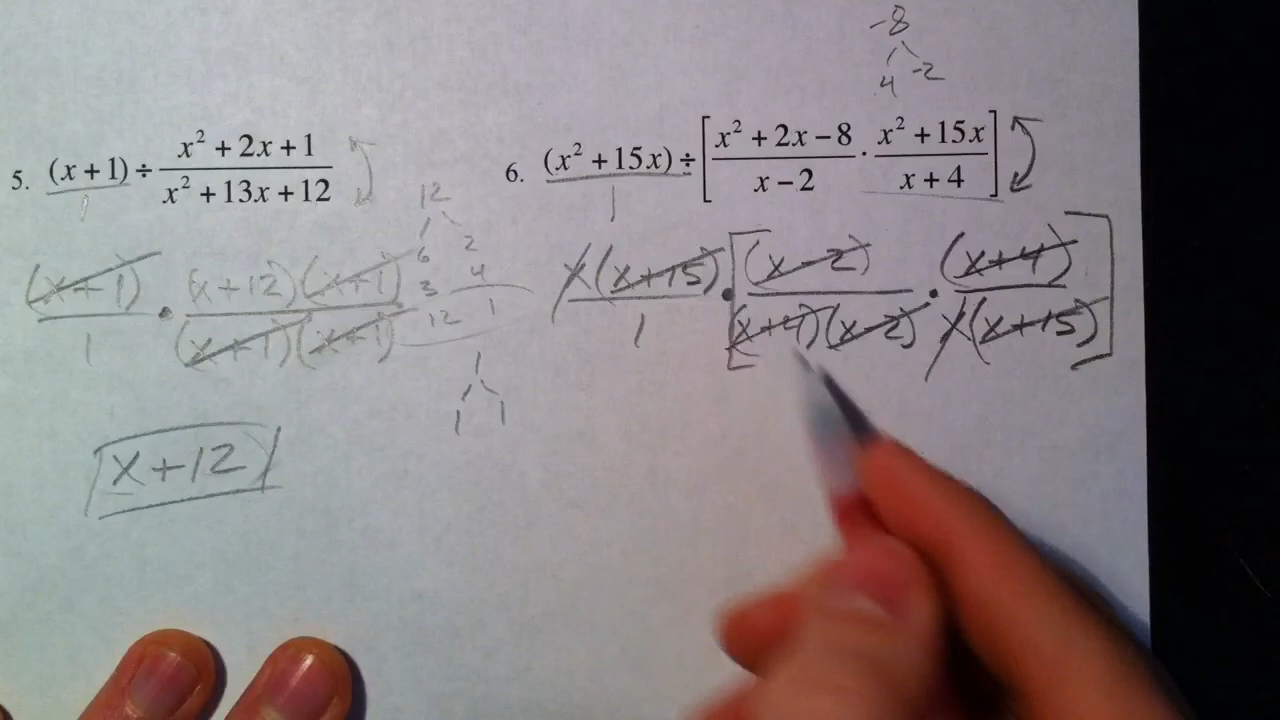 5. (x + 1) ÷ (x² + 2x + 1)/(x² + 13x + 12)
1
12
6 2
3 4
12 1
(x+1)/1 · (x+12)(x+1)/(x+1)(x+1)
1
1 1
x+12
-8
4 -2
6. (x² + 15x) ÷ [(x² + 2x − 8)/(x − 2) · (x² + 15x)/(x + 4)]
1
x(x+15)/1 · [(x-2)/(x+4)(x-2) · (x+4)/x(x+15)]